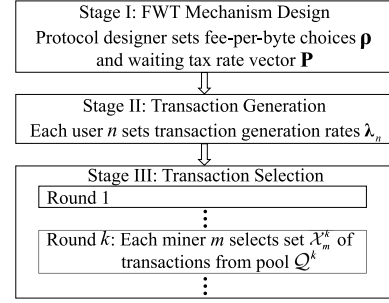 Stage I: FWT Mechanism Design
Protocol designer sets fee-per-byte choices ρ
and waiting tax rate vector P
Stage II: Transaction Generation
Each user n sets transaction generation rates λₙ
Stage III: Transaction Selection
Round 1
⋮
Round k: Each miner m selects set 𝒳ₘᵏ of
transactions from pool 𝒬ᵏ
⋮